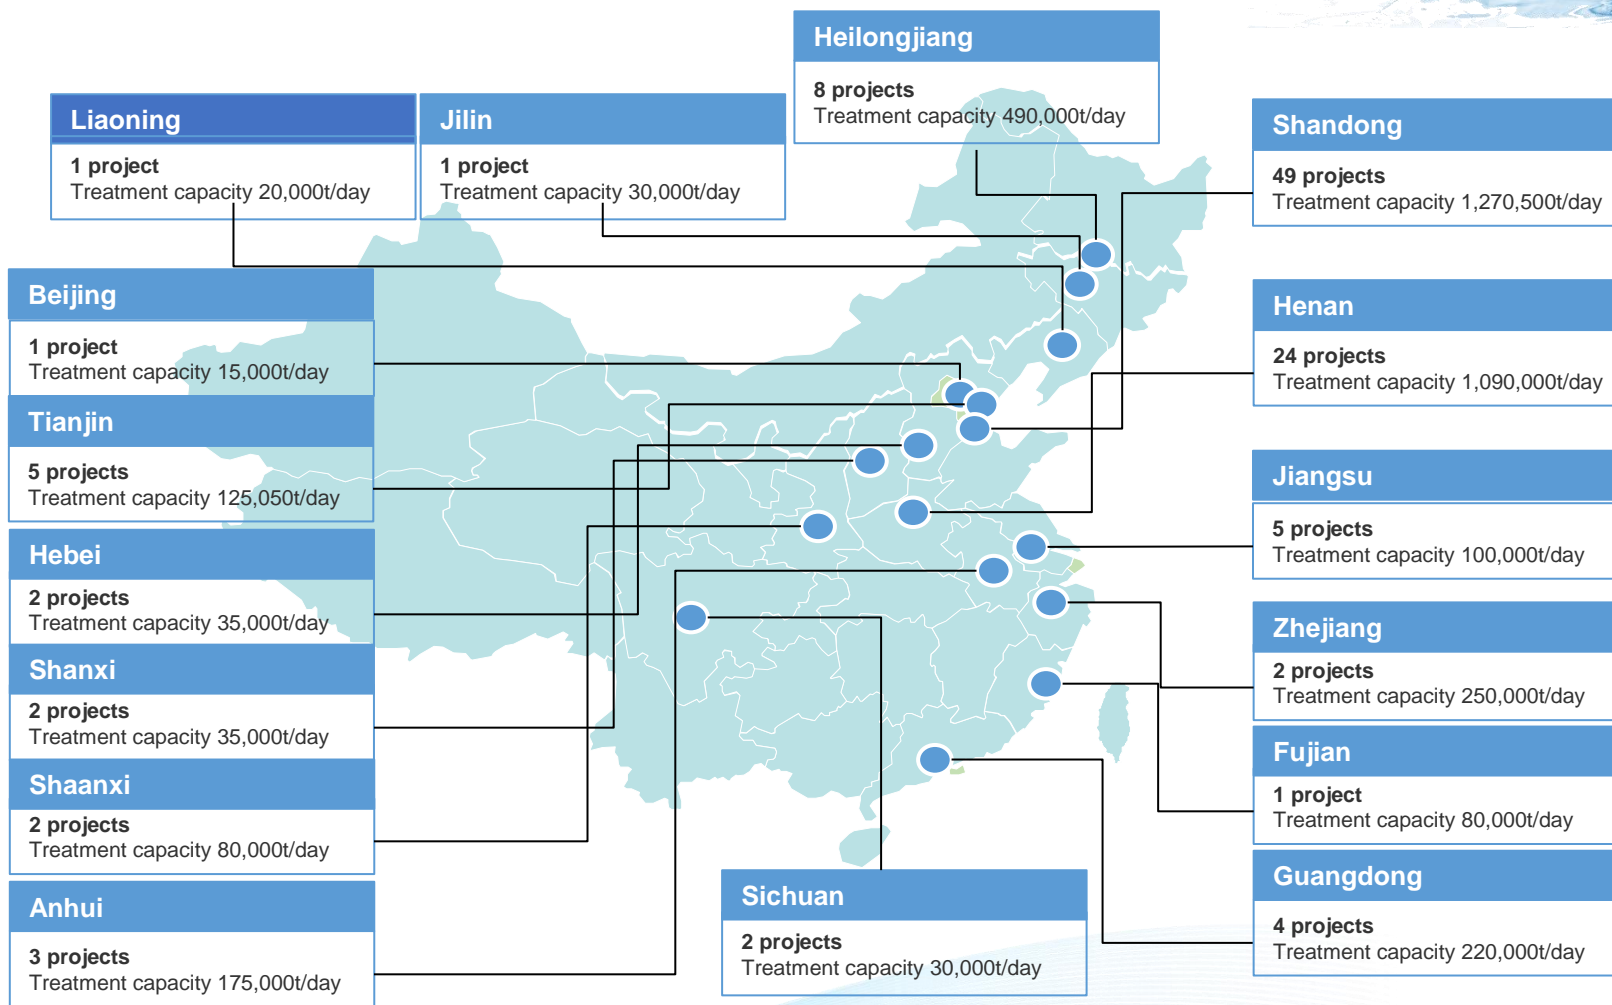 Heilongjiang
8 projects
Treatment capacity 490,000t/day
Liaoning
1 project
Treatment capacity 20,000t/day
Jilin
1 project
Treatment capacity 30,000t/day
Shandong
49 projects
Treatment capacity 1,270,500t/day
Beijing
1 project
Treatment capacity 15,000t/day
Henan
24 projects
Treatment capacity 1,090,000t/day
Tianjin
5 projects
Treatment capacity 125,050t/day
Jiangsu
5 projects
Treatment capacity 100,000t/day
Hebei
2 projects
Treatment capacity 35,000t/day
Zhejiang
2 projects
Treatment capacity 250,000t/day
Shanxi
2 projects
Treatment capacity 35,000t/day
Fujian
1 project
Treatment capacity 80,000t/day
Shaanxi
2 projects
Treatment capacity 80,000t/day
Guangdong
4 projects
Treatment capacity 220,000t/day
Anhui
3 projects
Treatment capacity 175,000t/day
Sichuan
2 projects
Treatment capacity 30,000t/day